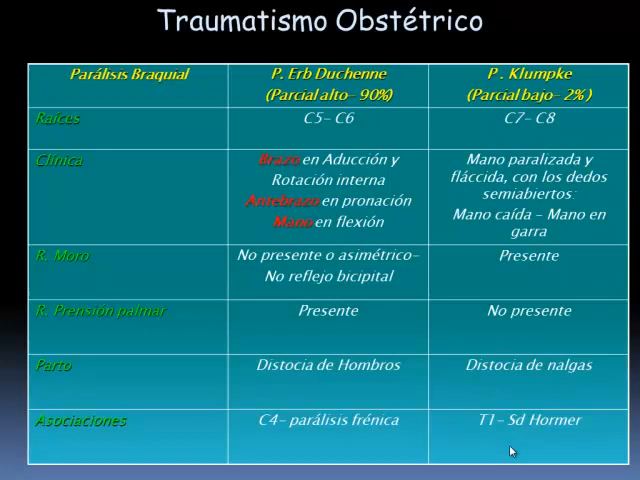 Traumatismo Obstétrico
Parálisis Braquial
P. Erb Duchenne
(Parcial alto- 90%)
P . Klumpke
(Parcial bajo- 2% )
Raíces
C5- C6
C7- C8
Clínica
Brazo en Aducción y
Rotación interna
Antebrazo en pronación
Mano en flexión
Mano paralizada y
fláccida, con los dedos
semiabiertos:
Mano caída - Mano en
garra
R. Moro
No presente o asimétrico-
No reflejo bicipital
Presente
R. Prensión palmar
Presente
No presente
Parto
Distocia de Hombros
Distocia de nalgas
Asociaciones
C4- parálisis frénica
T1- Sd Hormer